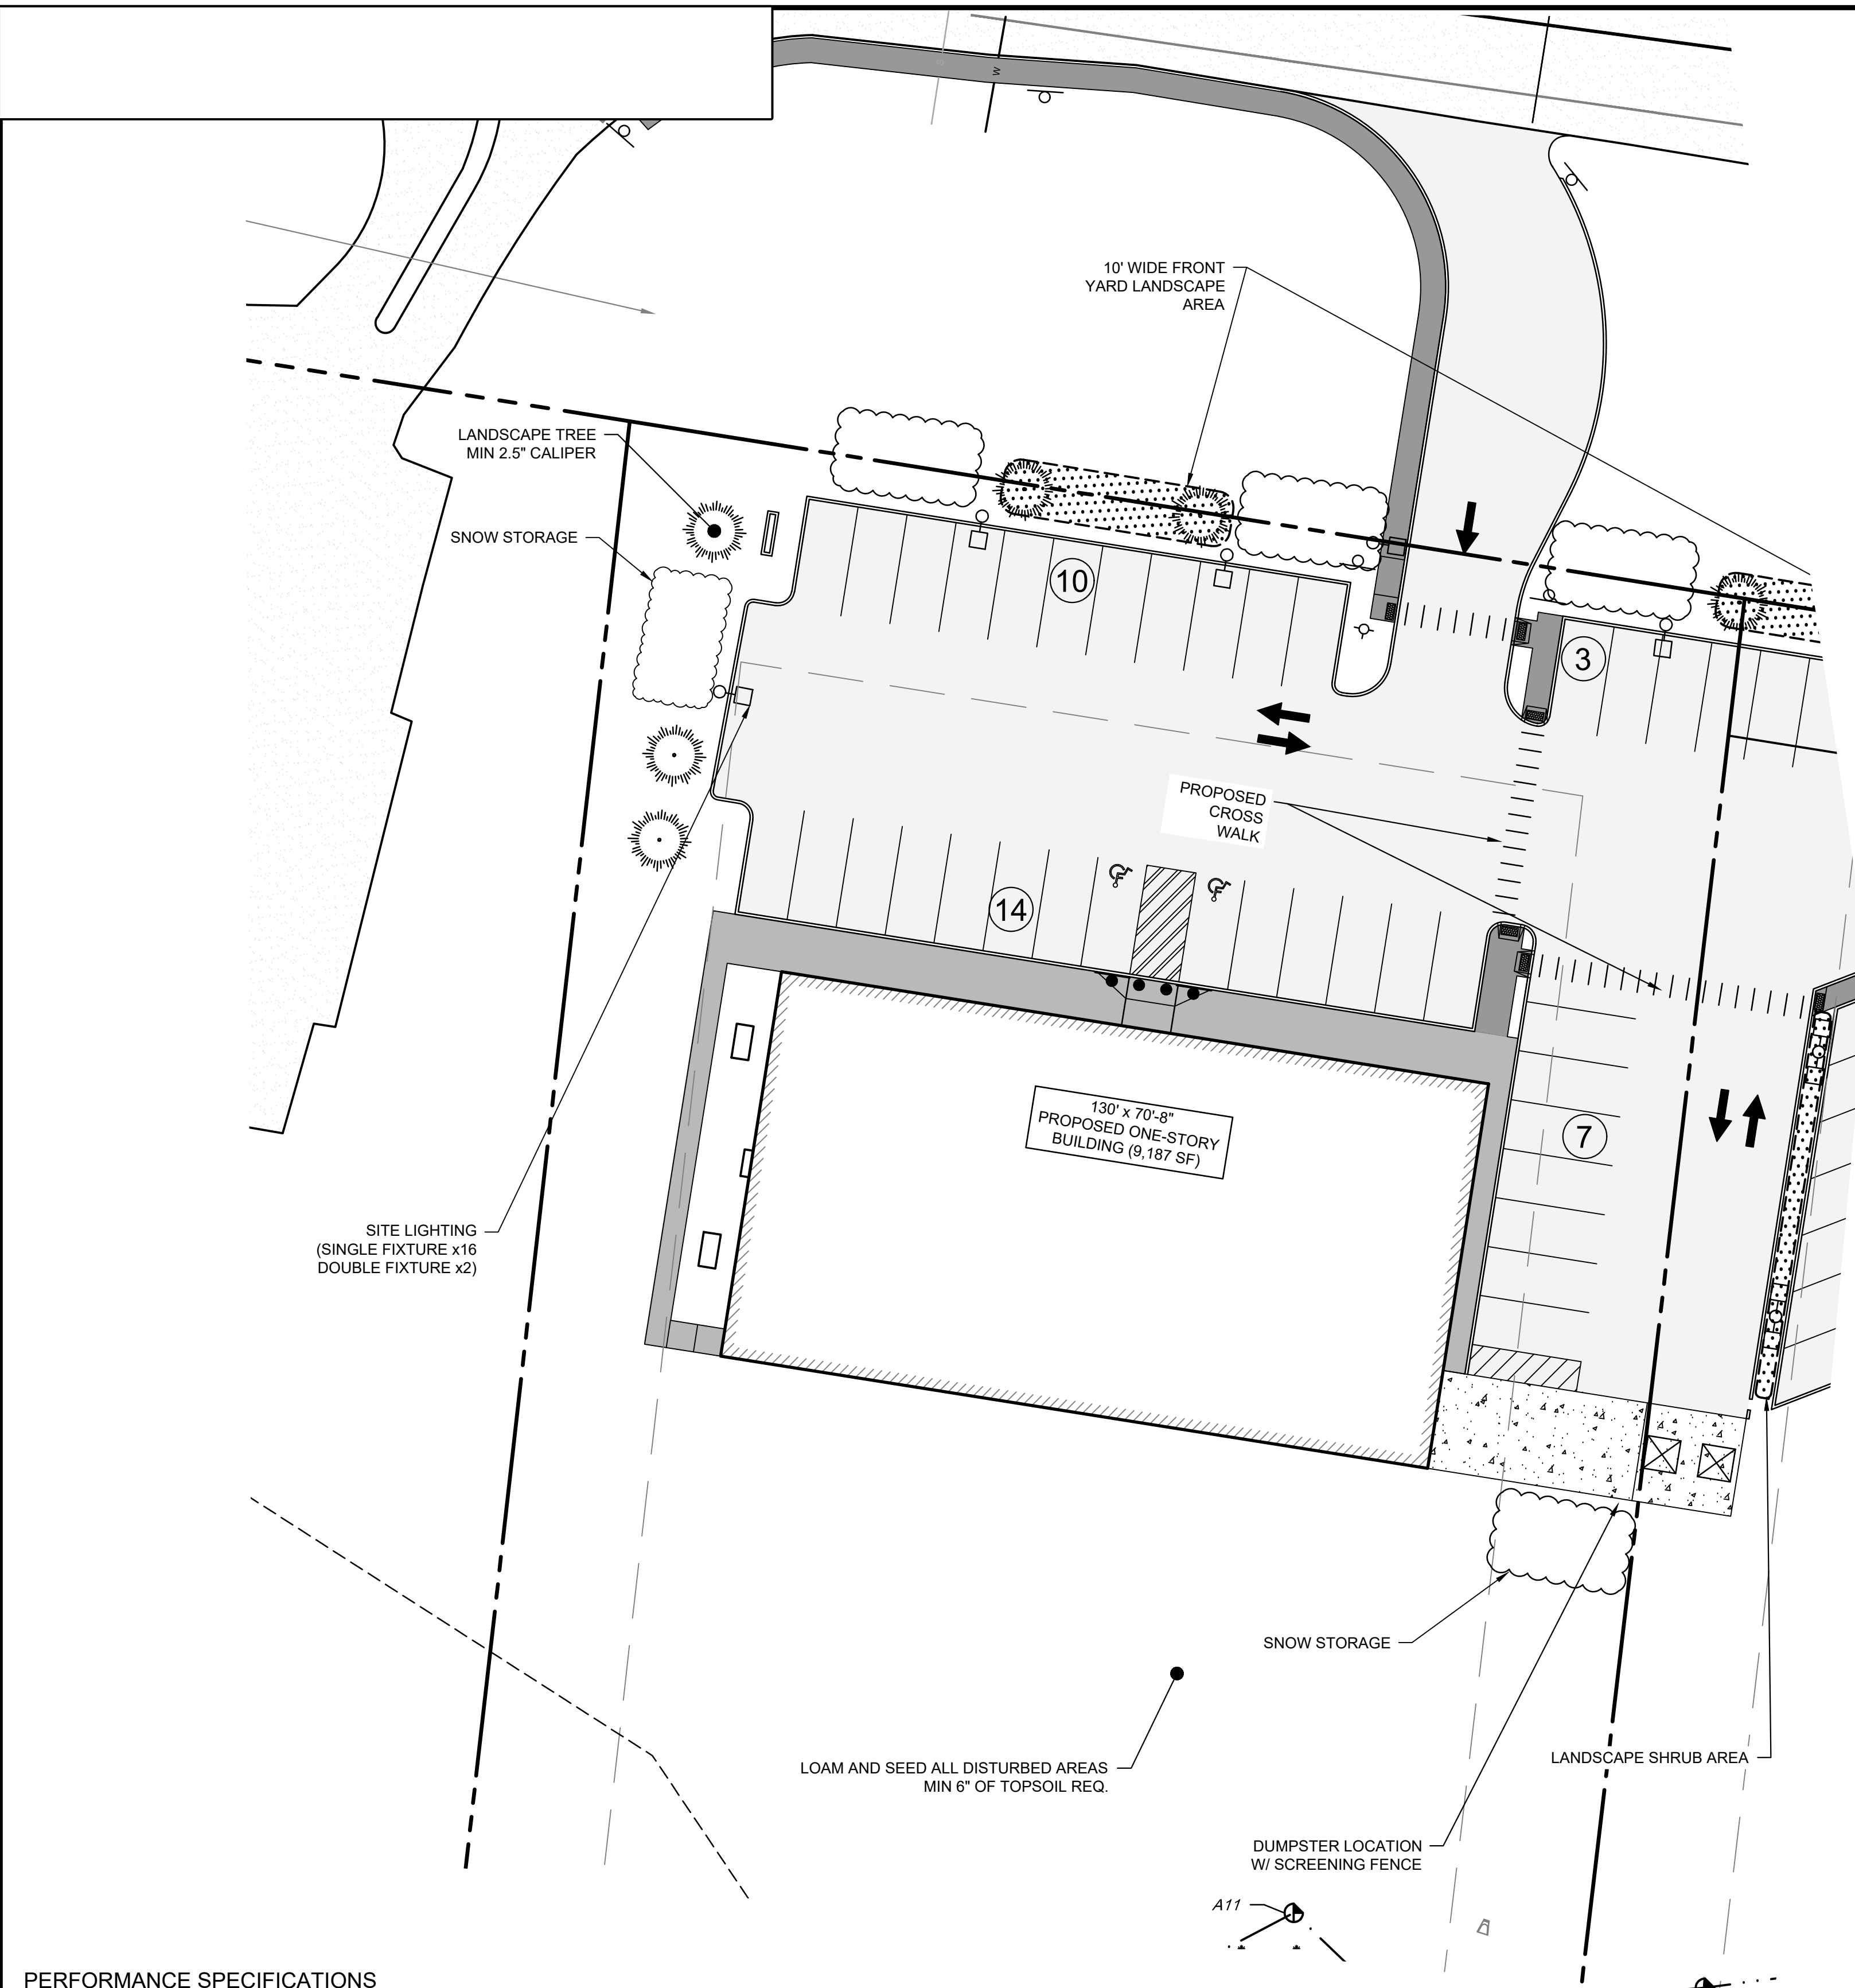 W
10' WIDE FRONT
YARD LANDSCAPE
AREA
LANDSCAPE TREE
MIN 2.5" CALIPER
SNOW STORAGE
10
3
PROPOSED
CROSS
WALK
14
130' x 70'-8"
PROPOSED ONE-STORY
BUILDING (9,187 SF)
7
SITE LIGHTING
(SINGLE FIXTURE x16
DOUBLE FIXTURE x2)
SNOW STORAGE
LOAM AND SEED ALL DISTURBED AREAS
MIN 6" OF TOPSOIL REQ.
LANDSCAPE SHRUB AREA
DUMPSTER LOCATION
W/ SCREENING FENCE
A11
PERFORMANCE SPECIFICATIONS